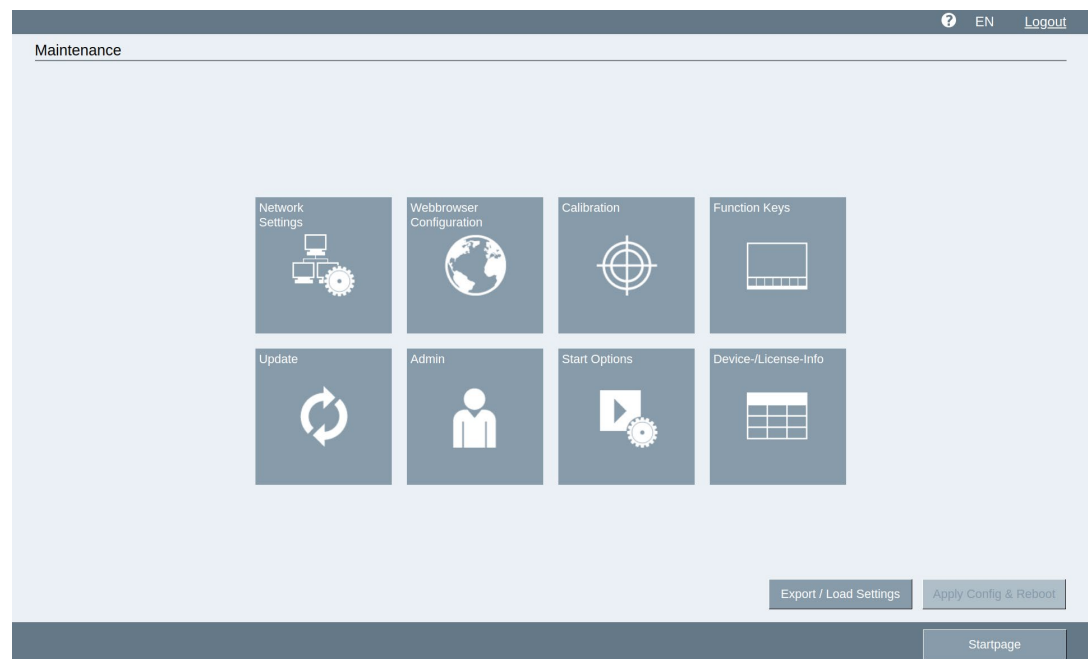 ? EN Logout
Maintenance
Network
Settings
Webbrowser
Configuration
Calibration
Function Keys
Update
Admin
Start Options
Device-/License-Info
Export / Load Settings
Apply Config & Reboot
Startpage